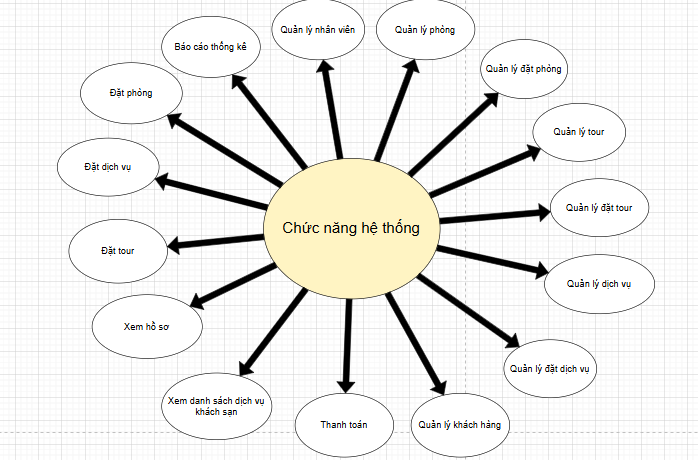 Quản lý nhân viên
Quản lý phòng
Báo cáo thống kê
Quản lý đặt phòng
Đặt phòng
Quản lý tour
Đặt dịch vụ
Quản lý đặt tour
Chức năng hệ thống
Đặt tour
Quản lý dịch vụ
Xem hồ sơ
Quản lý đặt dịch vụ
Xem danh sách dịch vụ
khách sạn
Thanh toán
Quản lý khách hàng